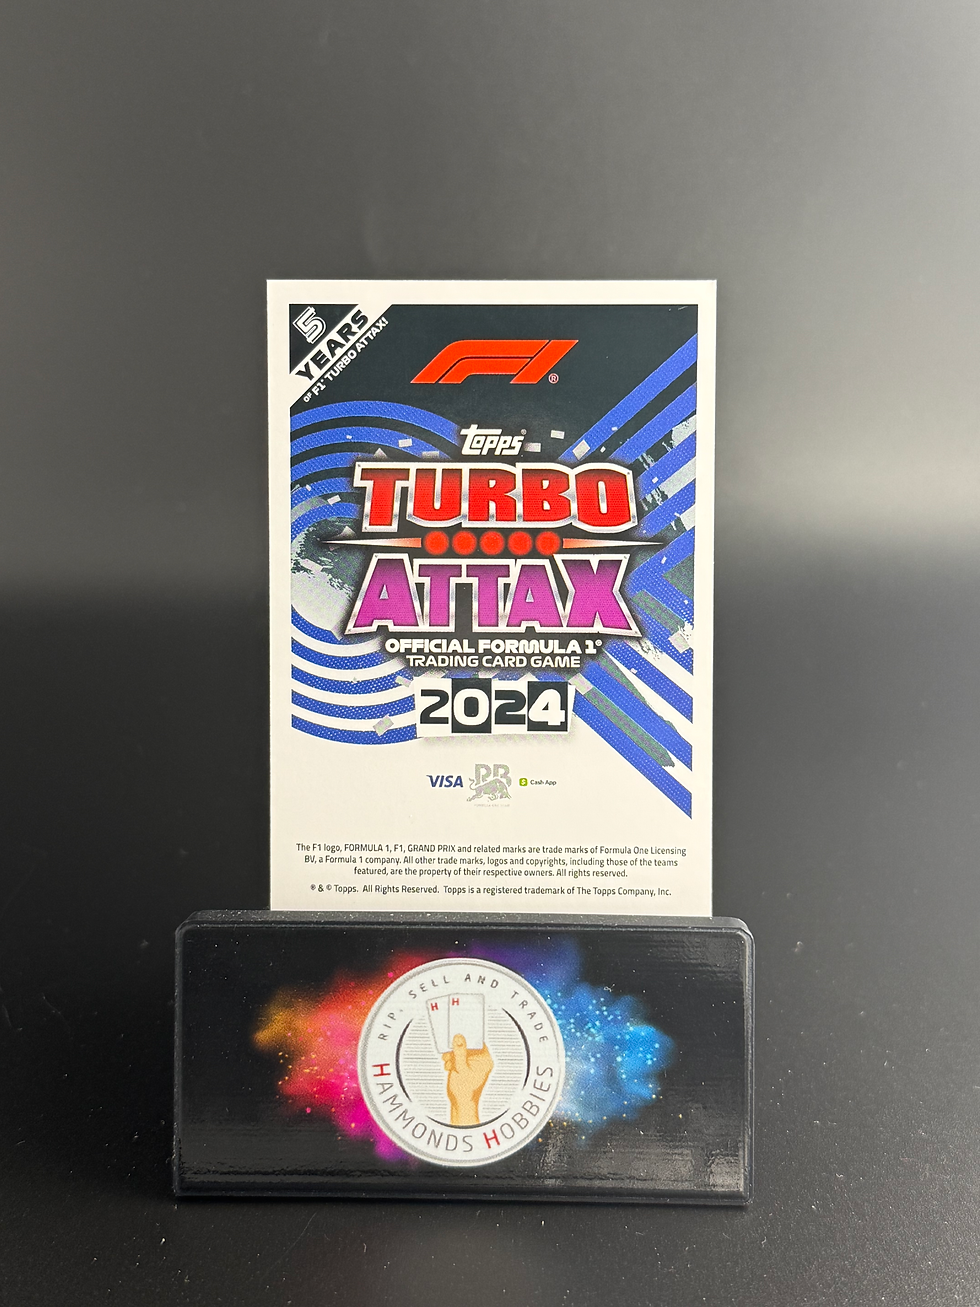 5
YEARS
OF F1® TURBO ATTAX!
F1®
Topps®
TURBO
ATTAX
OFFICIAL FORMULA 1®
TRADING CARD GAME
2024
VISA RB Cash App
The F1 logo, FORMULA 1, F1, GRAND PRIX and related marks are trade marks of Formula One Licensing
BV, a Formula 1 company. All other trade marks, logos and copyrights, including those of the teams
featured, are the property of their respective owners. All rights reserved.
® & © Topps. All Rights Reserved. Topps is a registered trademark of The Topps Company, Inc.
RIP, SELL AND TRADE
H H
HAMMONDS HOBBIES